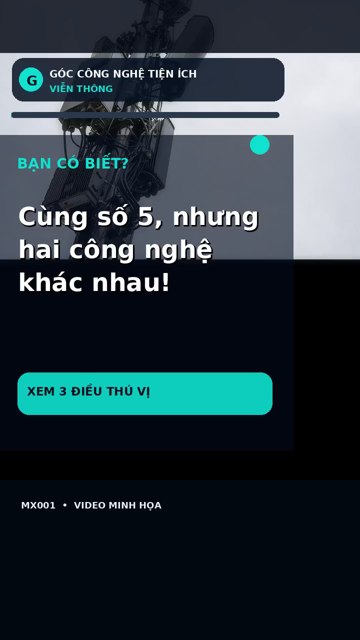 G
GÓC CÔNG NGHỆ TIỆN ÍCH
VIỄN THÔNG
BẠN CÓ BIẾT?
Cùng số 5, nhưng
hai công nghệ
khác nhau!
XEM 3 ĐIỀU THÚ VỊ
MX001 • VIDEO MINH HỌA